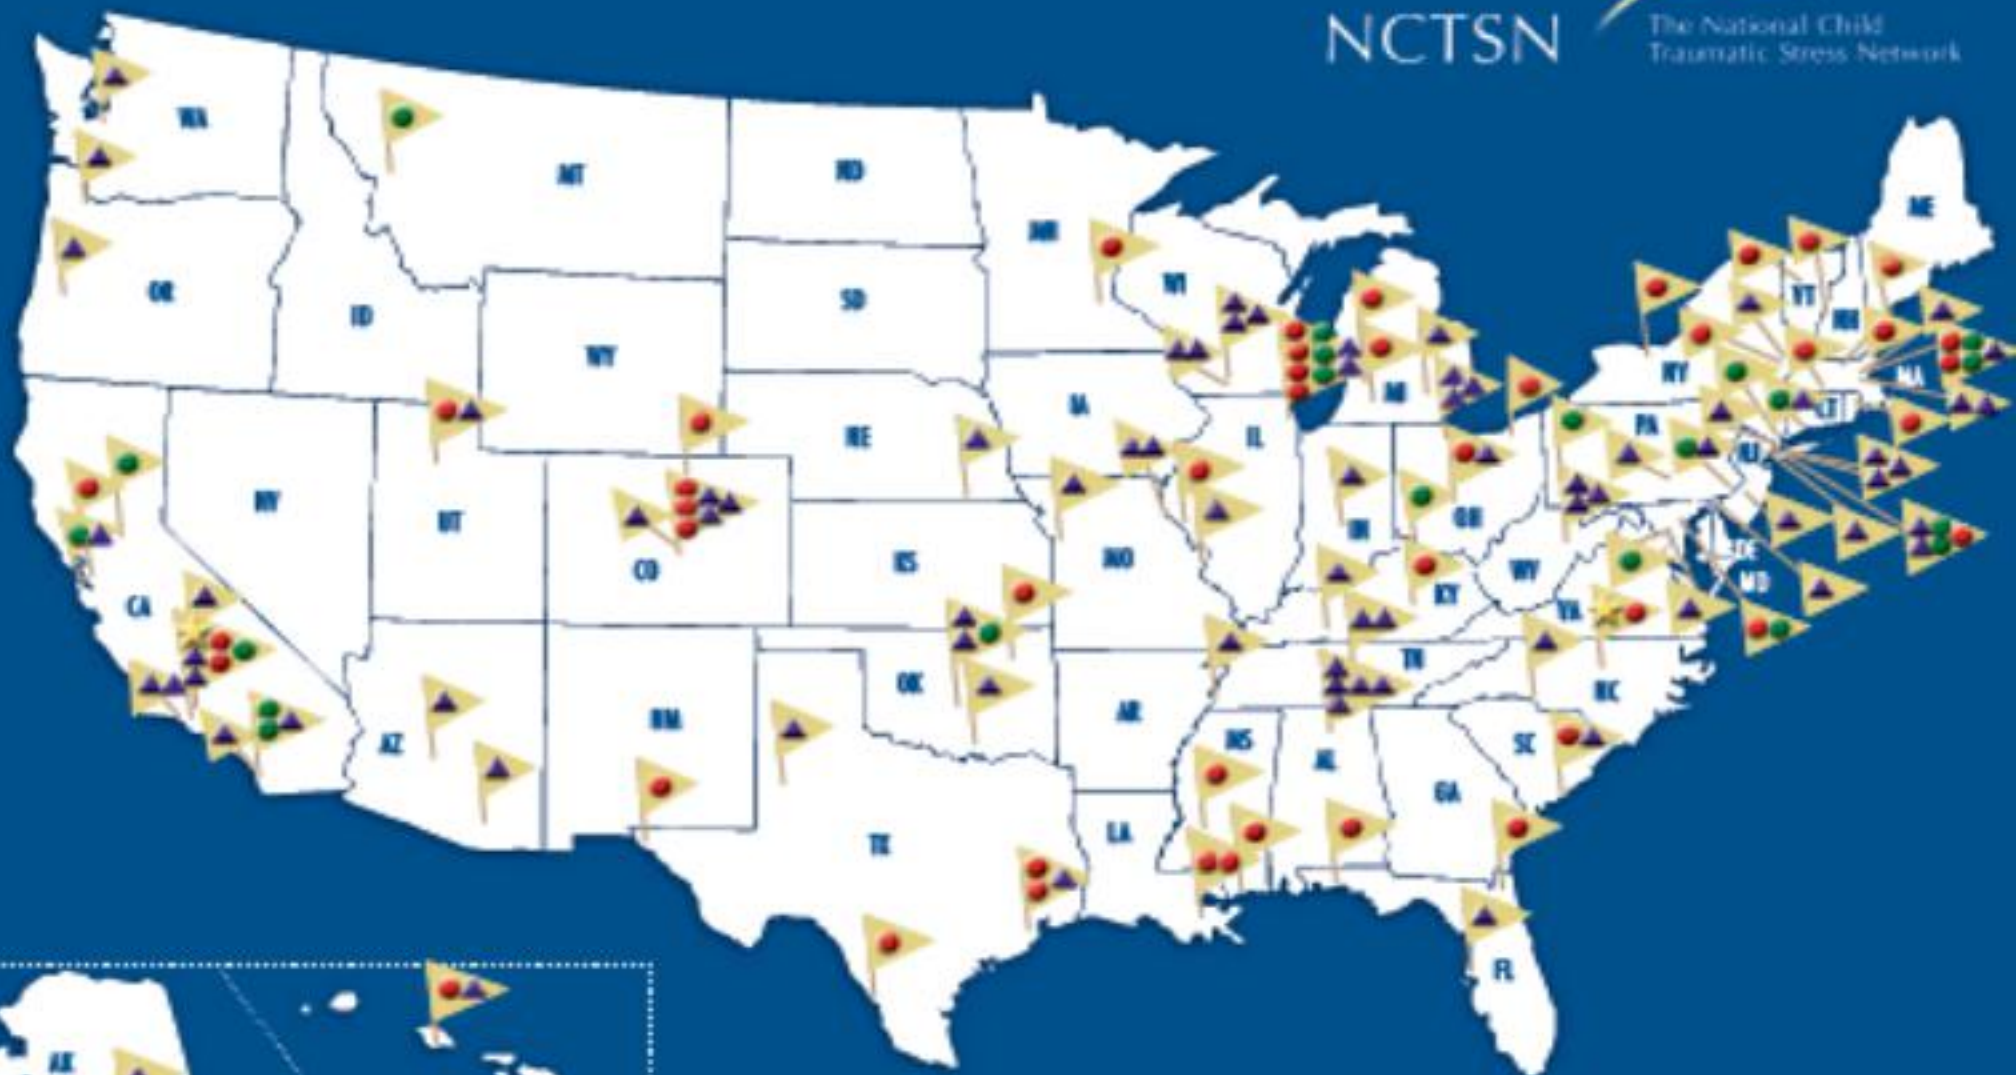 NCTSN
The National Child
Traumatic Stress Network
WA
MT
ND
MN
ME
OR
ID
SD
WI
VT
NH
WY
NY
MA
MI
IA
NE
IL
PA
CT
NJ
NV
UT
IN
OH
CO
KS
MO
WV
MD
CA
KY
VA
OK
TN
NC
AZ
NM
AR
MS
AL
SC
GA
TX
LA
FL
AK